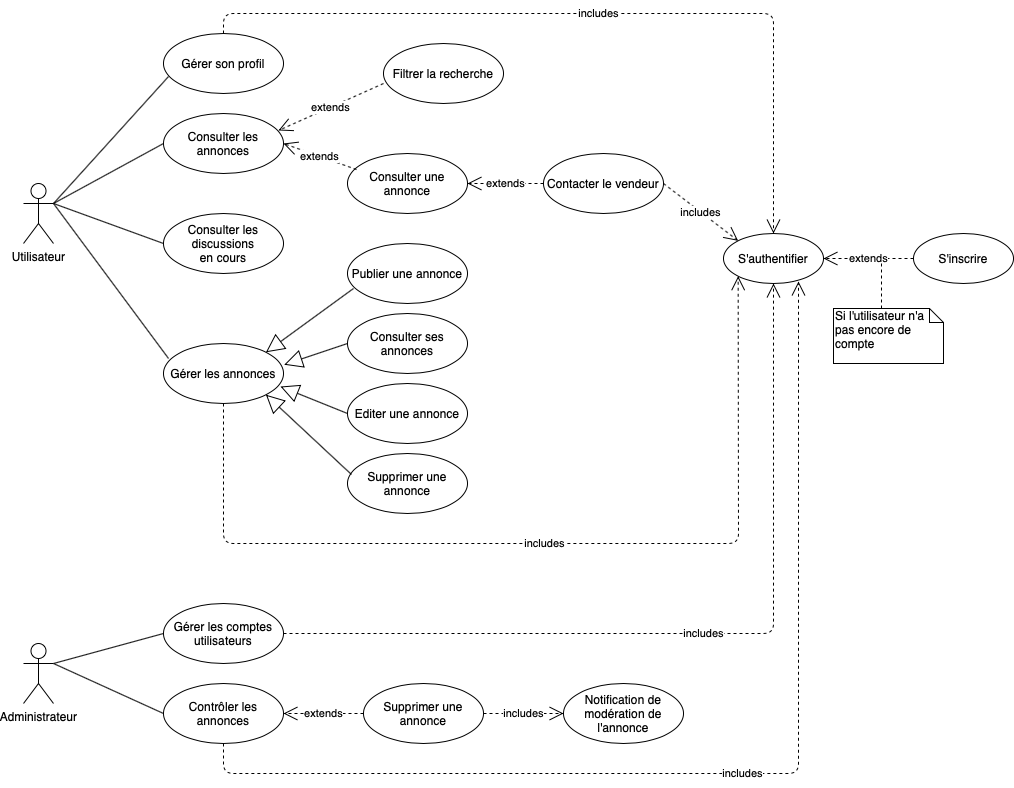 includes
Gérer son profil
Filtrer la recherche
extends
Consulter les
annonces
extends
Consulter une
annonce
extends
Contacter le vendeur
includes
Utilisateur
Consulter les
discussions
en cours
S'authentifier
extends
S'inscrire
Si l'utilisateur n'a
pas encore de
compte
Publier une annonce
Consulter ses
annonces
Gérer les annonces
Editer une annonce
Supprimer une
annonce
includes
Gérer les comptes
utilisateurs
includes
Administrateur
Contrôler les
annonces
extends
Supprimer une
annonce
includes
Notification de
modération de
l'annonce
includes